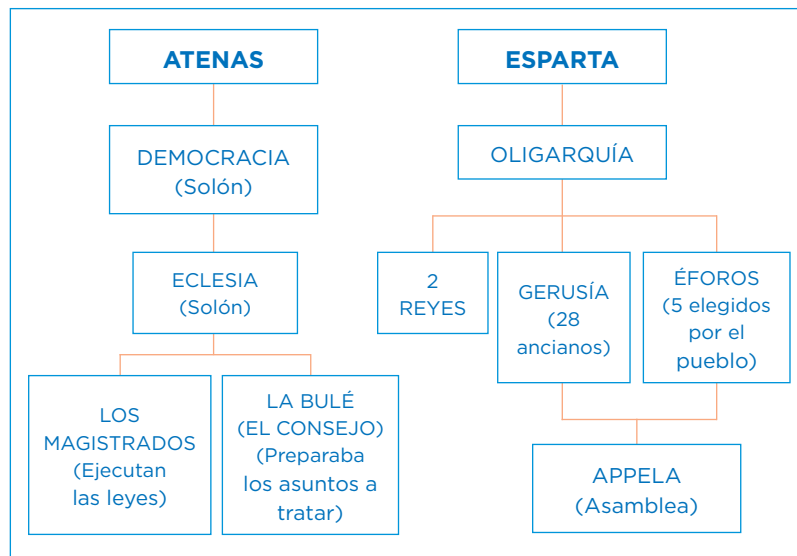 ATENAS
DEMOCRACIA
(Solón)
ECLESIA
(Solón)
LOS
MAGISTRADOS
(Ejecutan
las leyes)
LA BULÉ
(EL CONSEJO)
(Preparaba
los asuntos a
tratar)
ESPARTA
OLIGARQUÍA
2
REYES
GERUSÍA
(28
ancianos)
ÉFOROS
(5 elegidos
por el
pueblo)
APPELA
(Asamblea)